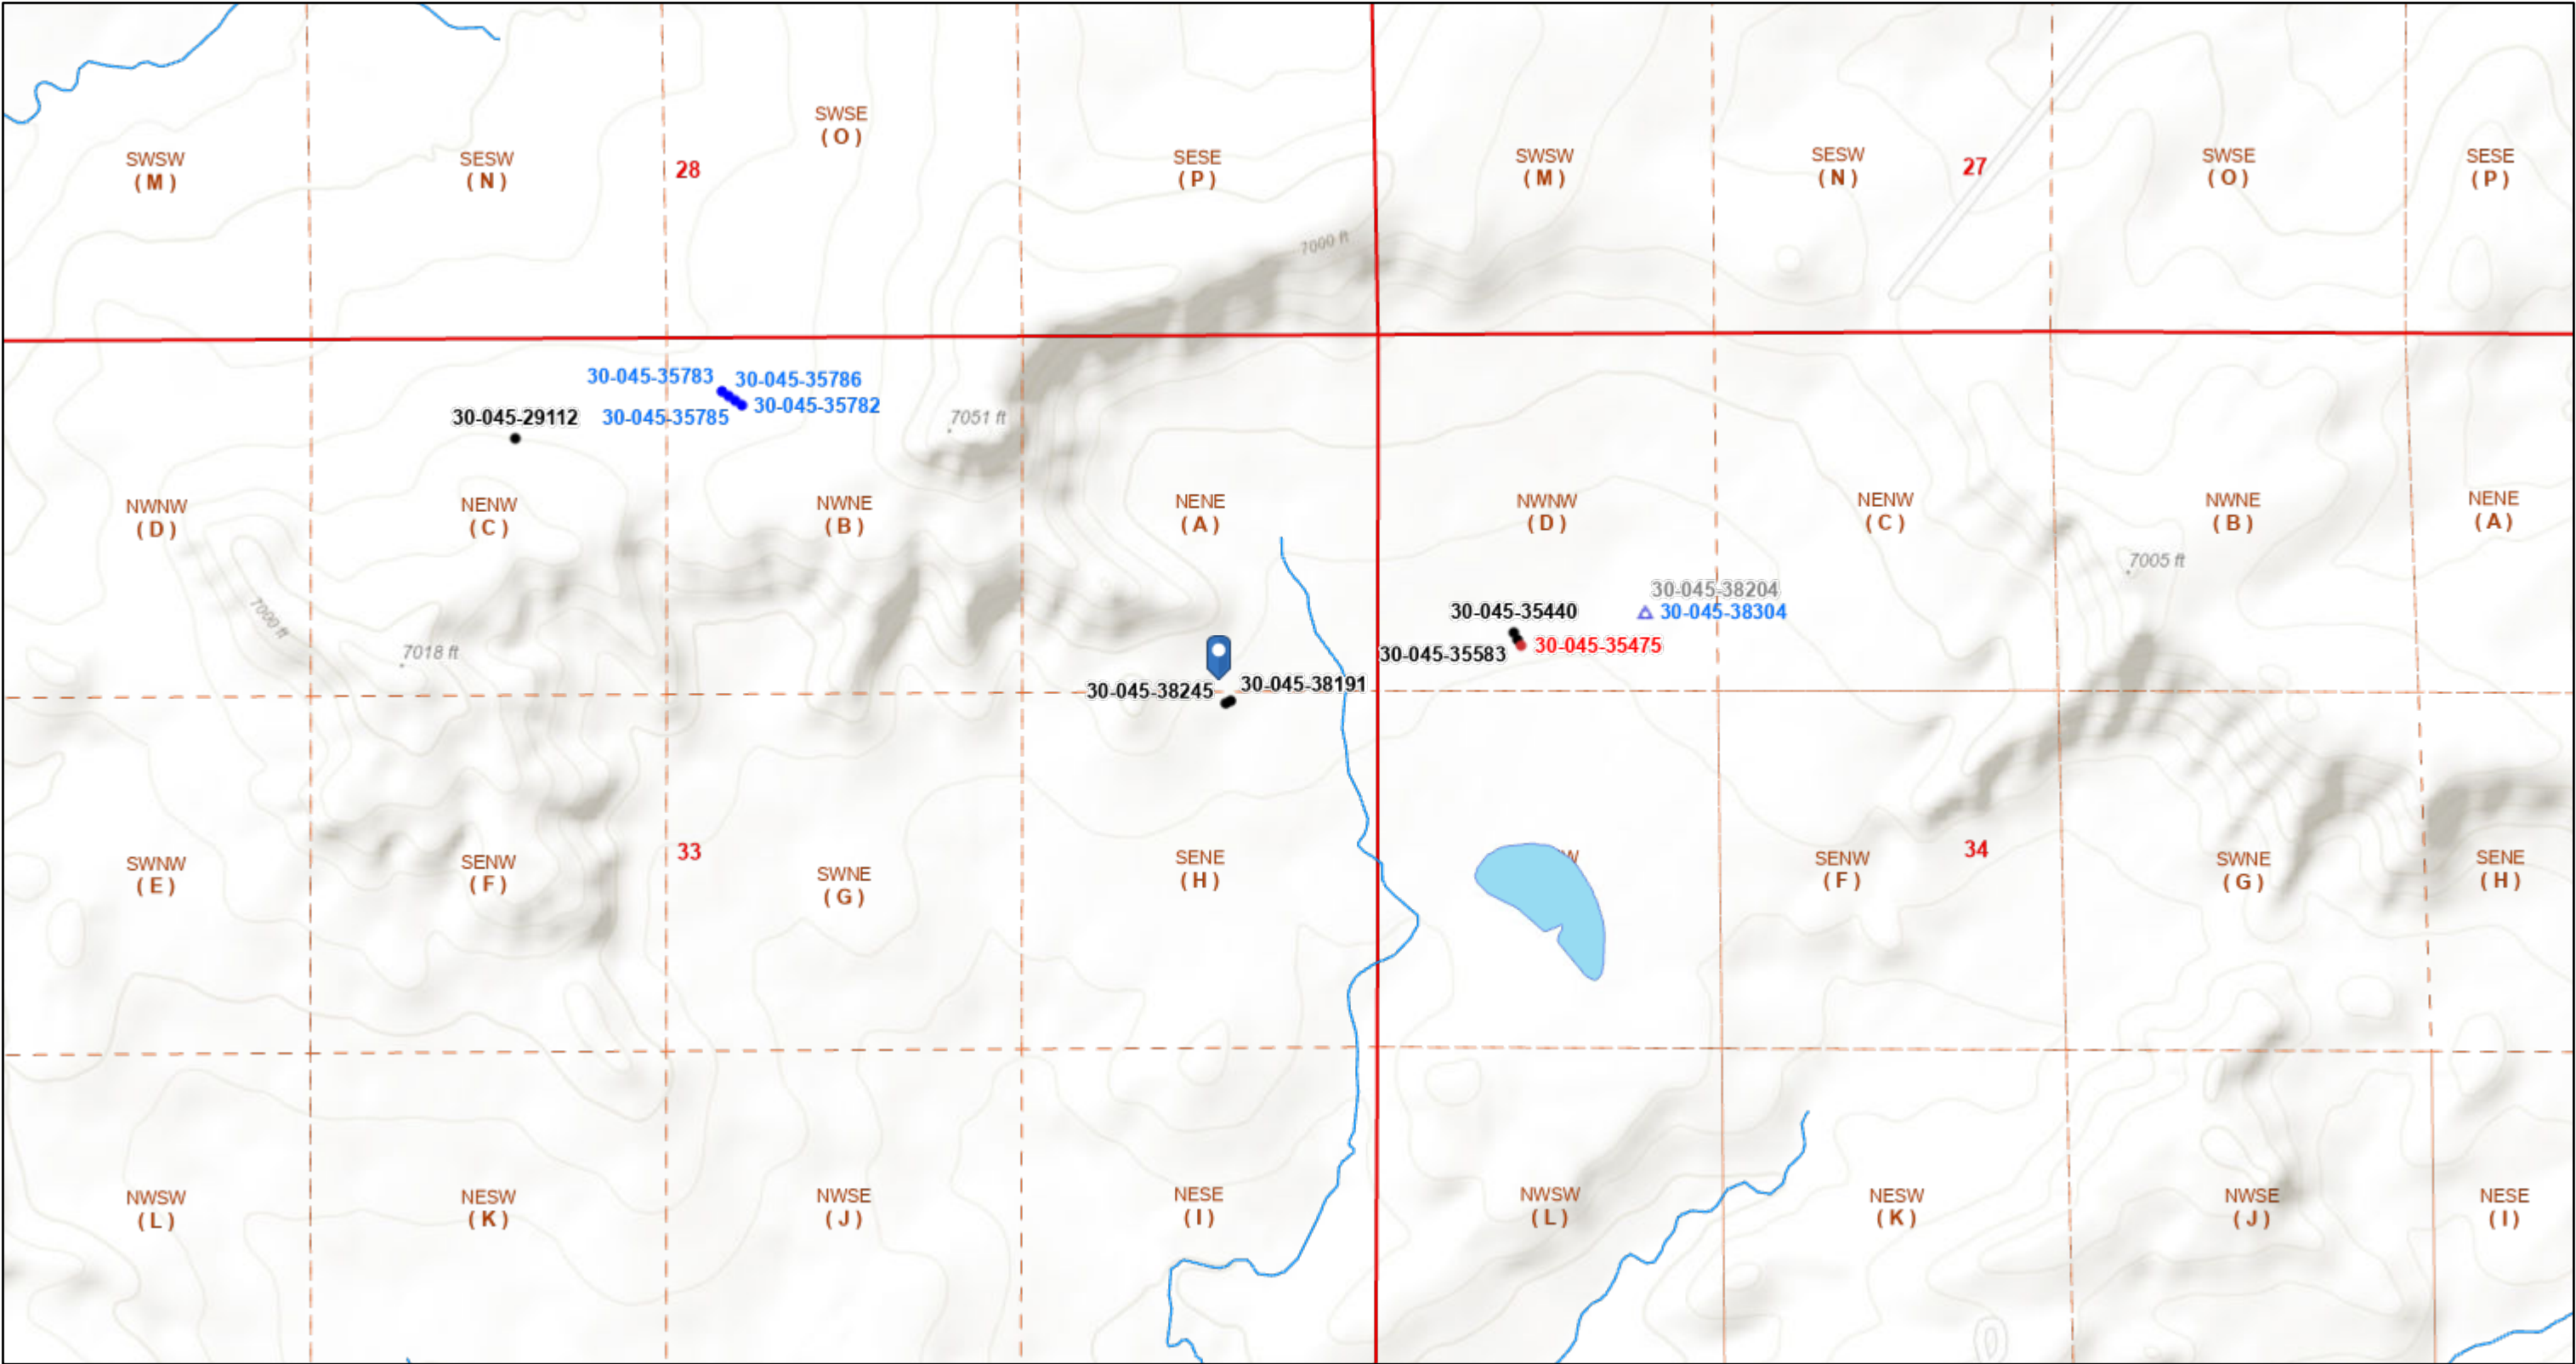 SWSW
( M )
SESW
( N )
28
SWSE
( O )
SESE
( P )
SWSW
( M )
SESW
( N )
27
SWSE
( O )
SESE
( P )
7000 ft
30-045-35783
30-045-35786
30-045-35782
30-045-35785
30-045-29112
7051 ft
NWNW
( D )
NENW
( C )
NWNE
( B )
NENE
( A )
NWNW
( D )
NENW
( C )
NWNE
( B )
NENE
( A )
7005 ft
7000 ft
7018 ft
30-045-38204
30-045-38304
30-045-35440
30-045-35475
30-045-35583
30-045-38245
30-045-38191
SWNW
( E )
SENW
( F )
33
SWNE
( G )
SENE
( H )
W
SENW
( F )
34
SWNE
( G )
SENE
( H )
NWSW
( L )
NESW
( K )
NWSE
( J )
NESE
( I )
NWSW
( L )
NESW
( K )
NWSE
( J )
NESE
( I )